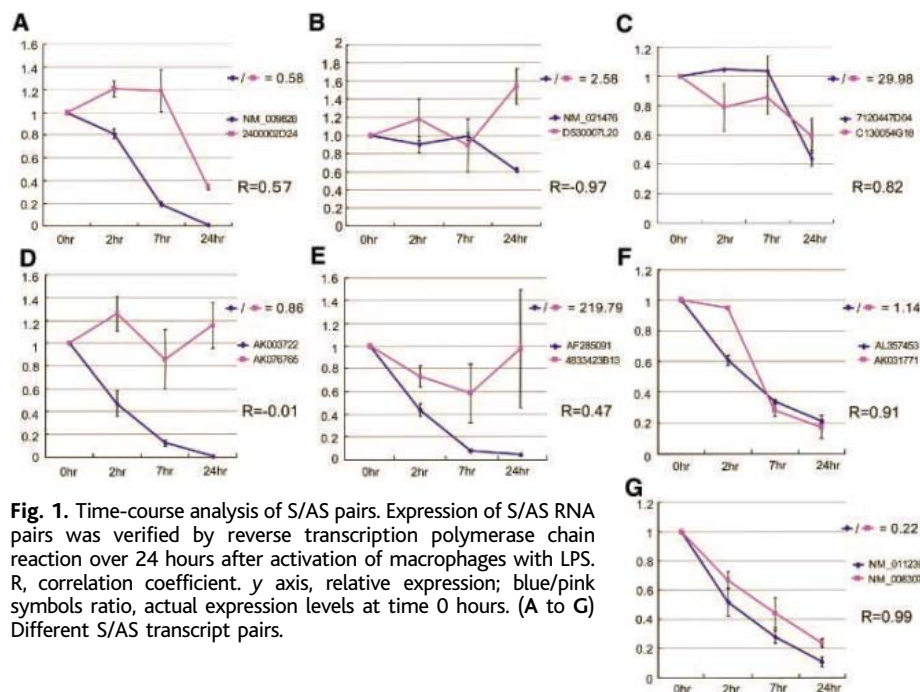 A
1.6
1.4
1.2
1
0.8
0.6
0.4
0.2
0
0hr 2hr 7hr 24hr
/ = 0.58
2400002D24
R=0.57
B
2
1.8
1.6
1.4
1.2
1.0
0.8
0.6
0.4
0.2
0
0hr 2hr 7hr 24hr
/ = 2.58
NM_021476
D530007L20
R=-0.97
C
1.2
1
0.8
0.6
0.4
0.2
0
0hr 2hr 7hr 24hr
/ = 29.98
7120447D04
C130054G18
R=0.82
D
1.6
1.4
1.2
1
0.8
0.6
0.4
0.2
0
0hr 2hr 7hr 24hr
/ = 0.86
AK003722
AK076765
R=-0.01
E
1.6
1.4
1.2
1
0.8
0.6
0.4
0.2
0
0hr 2hr 7hr 24hr
/ = 219.79
AF285091
4833423B13
R=0.47
F
1.2
1
0.8
0.6
0.4
0.2
0
0hr 2hr 7hr 24hr
/ = 1.14
AL357453
AK031771
R=0.91
Fig. 1. Time-course analysis of S/AS pairs. Expression of S/AS RNA
pairs was verified by reverse transcription polymerase chain
reaction over 24 hours after activation of macrophages with LPS.
R, correlation coefficient. y axis, relative expression; blue/pink
symbols ratio, actual expression levels at time 0 hours. (A to G)
Different S/AS transcript pairs.
G
1.2
1
0.8
0.6
0.4
0.2
0
0hr 2hr 7hr 24hr
/ = 0.22
R=0.99